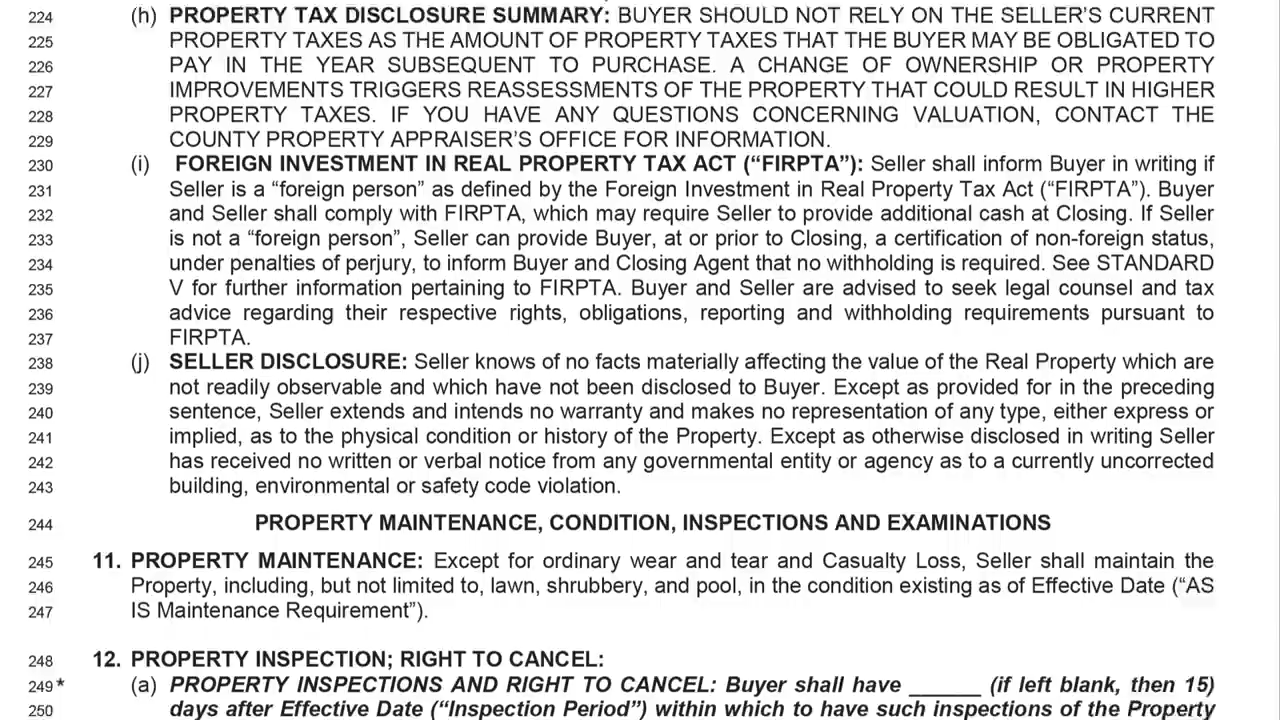 224 (h) PROPERTY TAX DISCLOSURE SUMMARY: BUYER SHOULD NOT RELY ON THE SELLER'S CURRENT
225 PROPERTY TAXES AS THE AMOUNT OF PROPERTY TAXES THAT THE BUYER MAY BE OBLIGATED TO
226 PAY IN THE YEAR SUBSEQUENT TO PURCHASE. A CHANGE OF OWNERSHIP OR PROPERTY
227 IMPROVEMENTS TRIGGERS REASSESSMENTS OF THE PROPERTY THAT COULD RESULT IN HIGHER
228 PROPERTY TAXES. IF YOU HAVE ANY QUESTIONS CONCERNING VALUATION, CONTACT THE
229 COUNTY PROPERTY APPRAISER'S OFFICE FOR INFORMATION.
230 (i) FOREIGN INVESTMENT IN REAL PROPERTY TAX ACT (“FIRPTA”): Seller shall inform Buyer in writing if
231 Seller is a “foreign person” as defined by the Foreign Investment in Real Property Tax Act (“FIRPTA”). Buyer
232 and Seller shall comply with FIRPTA, which may require Seller to provide additional cash at Closing. If Seller
233 is not a “foreign person”, Seller can provide Buyer, at or prior to Closing, a certification of non-foreign status,
234 under penalties of perjury, to inform Buyer and Closing Agent that no withholding is required. See STANDARD
235 V for further information pertaining to FIRPTA. Buyer and Seller are advised to seek legal counsel and tax
236 advice regarding their respective rights, obligations, reporting and withholding requirements pursuant to
237 FIRPTA.
238 (j) SELLER DISCLOSURE: Seller knows of no facts materially affecting the value of the Real Property which are
239 not readily observable and which have not been disclosed to Buyer. Except as provided for in the preceding
240 sentence, Seller extends and intends no warranty and makes no representation of any type, either express or
241 implied, as to the physical condition or history of the Property. Except as otherwise disclosed in writing Seller
242 has received no written or verbal notice from any governmental entity or agency as to a currently uncorrected
243 building, environmental or safety code violation.
244 PROPERTY MAINTENANCE, CONDITION, INSPECTIONS AND EXAMINATIONS
245 11. PROPERTY MAINTENANCE: Except for ordinary wear and tear and Casualty Loss, Seller shall maintain the
246 Property, including, but not limited to, lawn, shrubbery, and pool, in the condition existing as of Effective Date (“AS
247 IS Maintenance Requirement”).
248 12. PROPERTY INSPECTION; RIGHT TO CANCEL:
249* (a) PROPERTY INSPECTIONS AND RIGHT TO CANCEL: Buyer shall have ______ (if left blank, then 15)
250 days after Effective Date (“Inspection Period”) within which to have such inspections of the Property